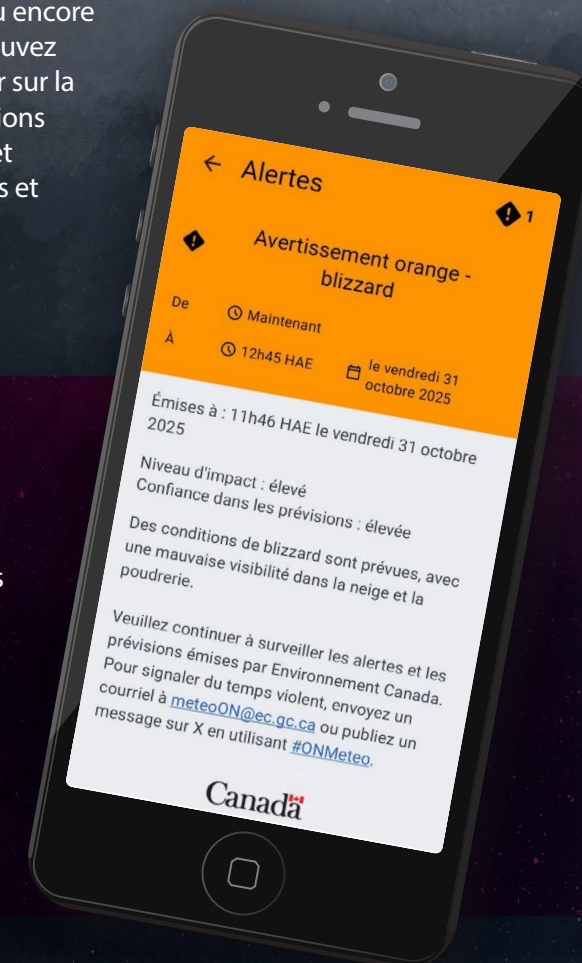 u encore
uvez
r sur la
ions
et
s et
s
Alertes
1
Avertissement orange -
blizzard
De Maintenant
À 12h45 HAE le vendredi 31
octobre 2025
Émises à : 11h46 HAE le vendredi 31 octobre
2025
Niveau d'impact : élevé
Confiance dans les prévisions : élevée
Des conditions de blizzard sont prévues, avec
une mauvaise visibilité dans la neige et la
poudrerie.
Veuillez continuer à surveiller les alertes et les
prévisions émises par Environnement Canada.
Pour signaler du temps violent, envoyez un
courriel à meteoON@ec.gc.ca ou publiez un
message sur X en utilisant #ONMeteo.
Canada